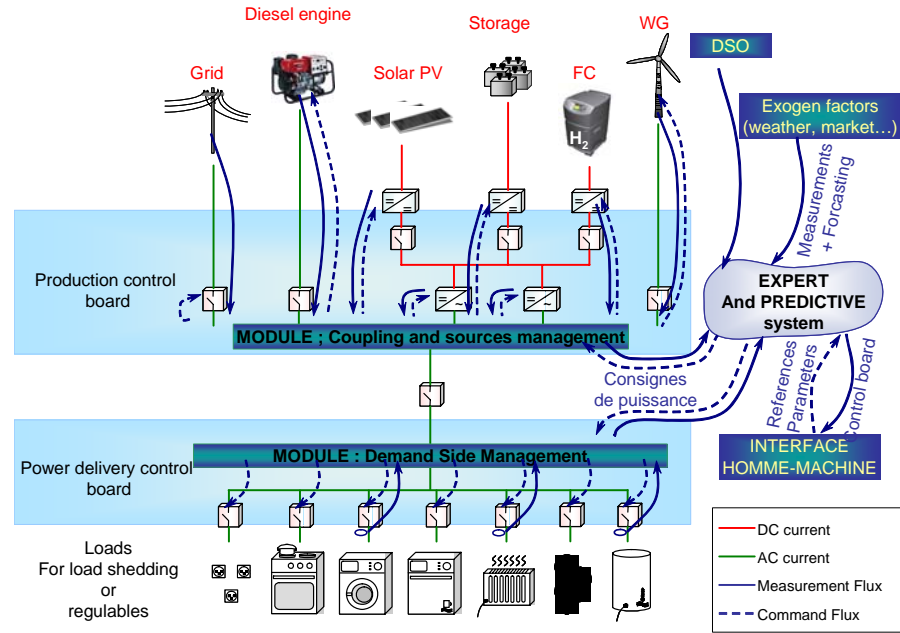 Diesel engine
Storage
WG
DSO
Grid
Solar PV
FC
Exogen factors
(weather, market…)
H2
Measurements
+ Forcasting
Production control
board
EXPERT
And PREDICTIVE
system
MODULE ; Coupling and sources management
Consignes
de puissance
References
Parameters
Control board
Power delivery control
board
MODULE : Demand Side Management
INTERFACE
HOMME-MACHINE
Loads
For load shedding
or
regulables
DC current
AC current
Measurement Flux
Command Flux